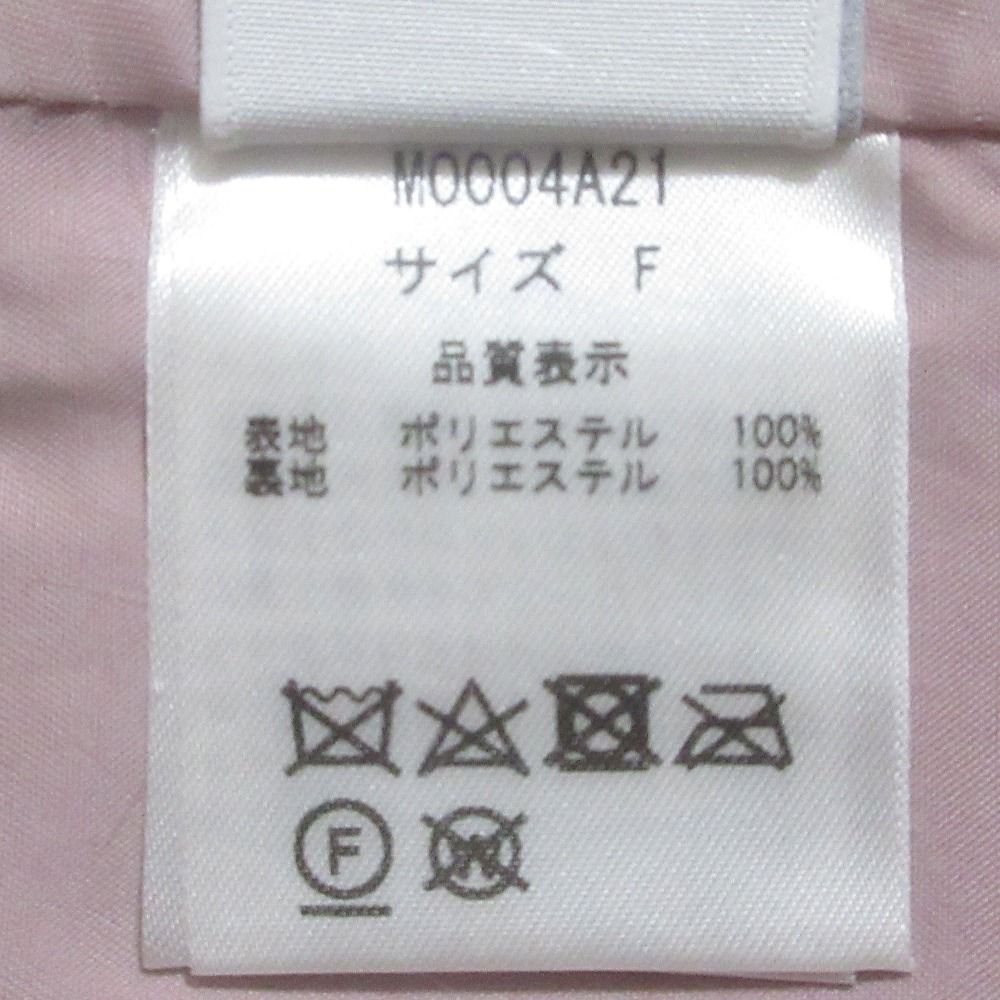 M0004A21
サイズ F
品質表示
表地 ポリエステル 100%
裏地 ポリエステル 100%
F W